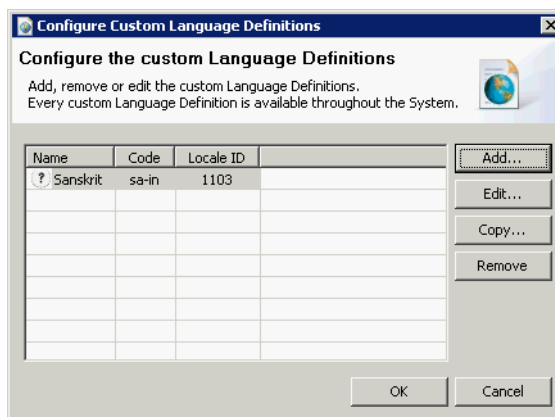 Configure Custom Language Definitions
Configure the custom Language Definitions
Add, remove or edit the custom Language Definitions.
Every custom Language Definition is available throughout the System.
Name Code Locale ID
? Sanskrit sa-in 1103
Add...
Edit...
Copy...
Remove
OK Cancel